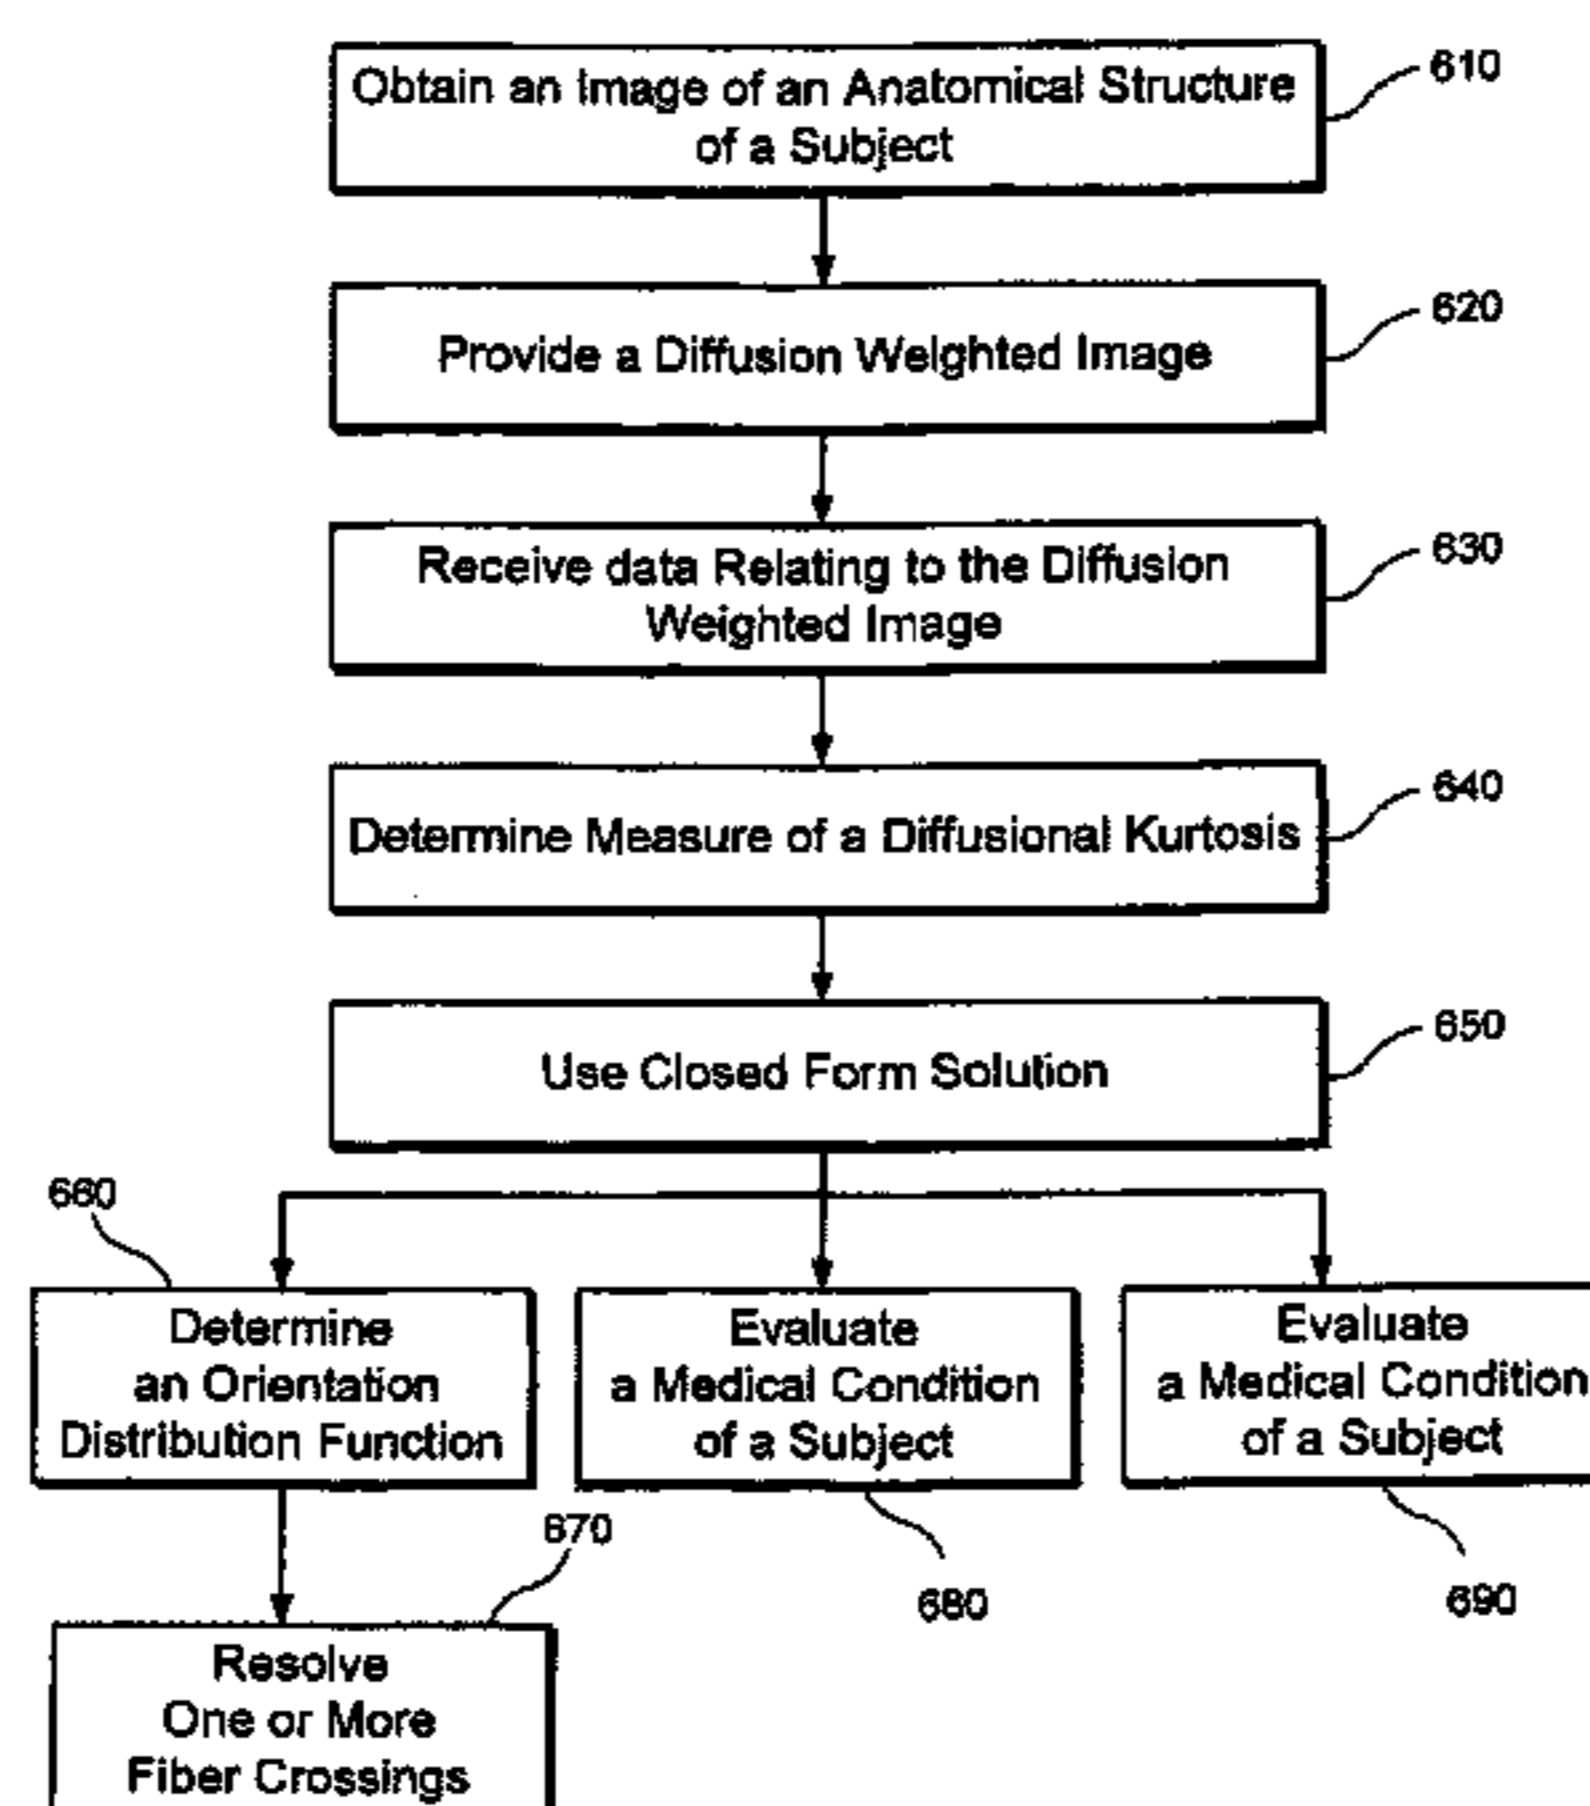 Obtain an Image of an Anatomical Structure
of a Subject
610
Provide a Diffusion Weighted Image
620
Receive data Relating to the Diffusion
Weighted Image
630
Determine Measure of a Diffusional Kurtosis
640
Use Closed Form Solution
650
660
Determine
an Orientation
Distribution Function
Evaluate
a Medical Condition
of a Subject
680
Evaluate
a Medical Condition
of a Subject
690
670
Resolve
One or More
Fiber Crossings